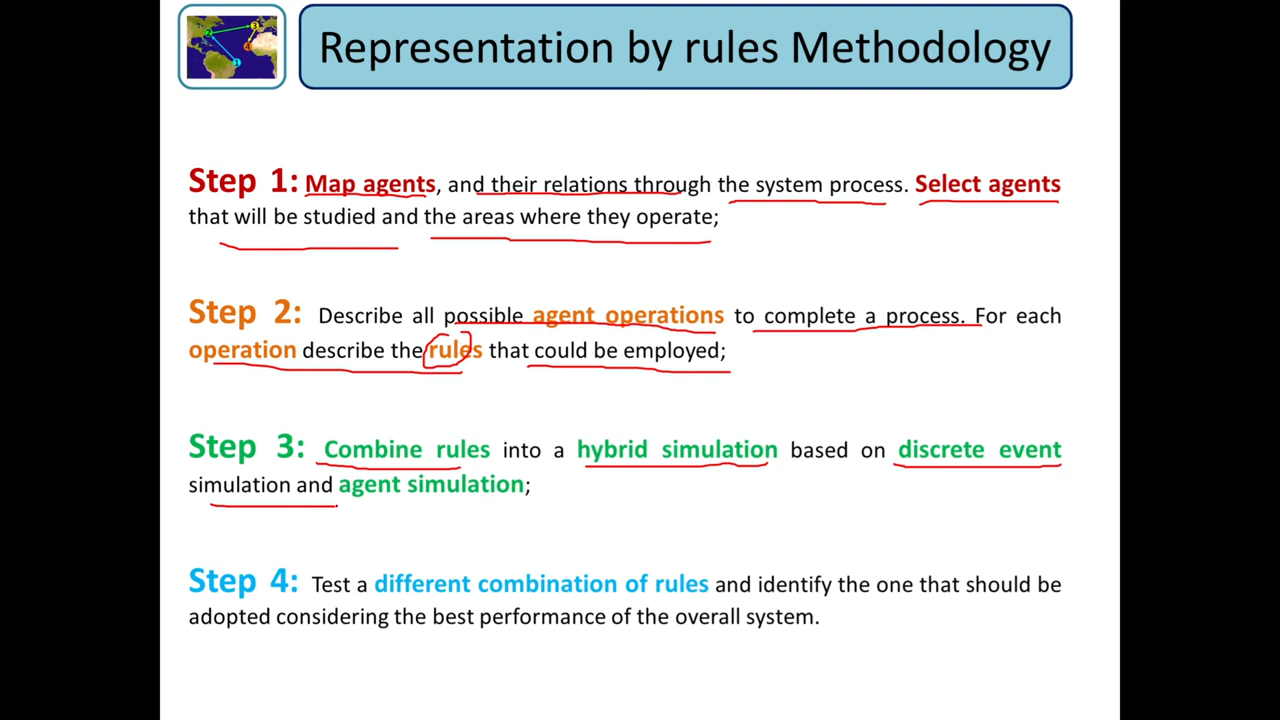 Representation by rules Methodology
Step 1: Map agents, and their relations through the system process. Select agents
that will be studied and the areas where they operate;
Step 2: Describe all possible agent operations to complete a process. For each
operation describe the rules that could be employed;
Step 3: Combine rules into a hybrid simulation based on discrete event
simulation and agent simulation;
Step 4: Test a different combination of rules and identify the one that should be
adopted considering the best performance of the overall system.